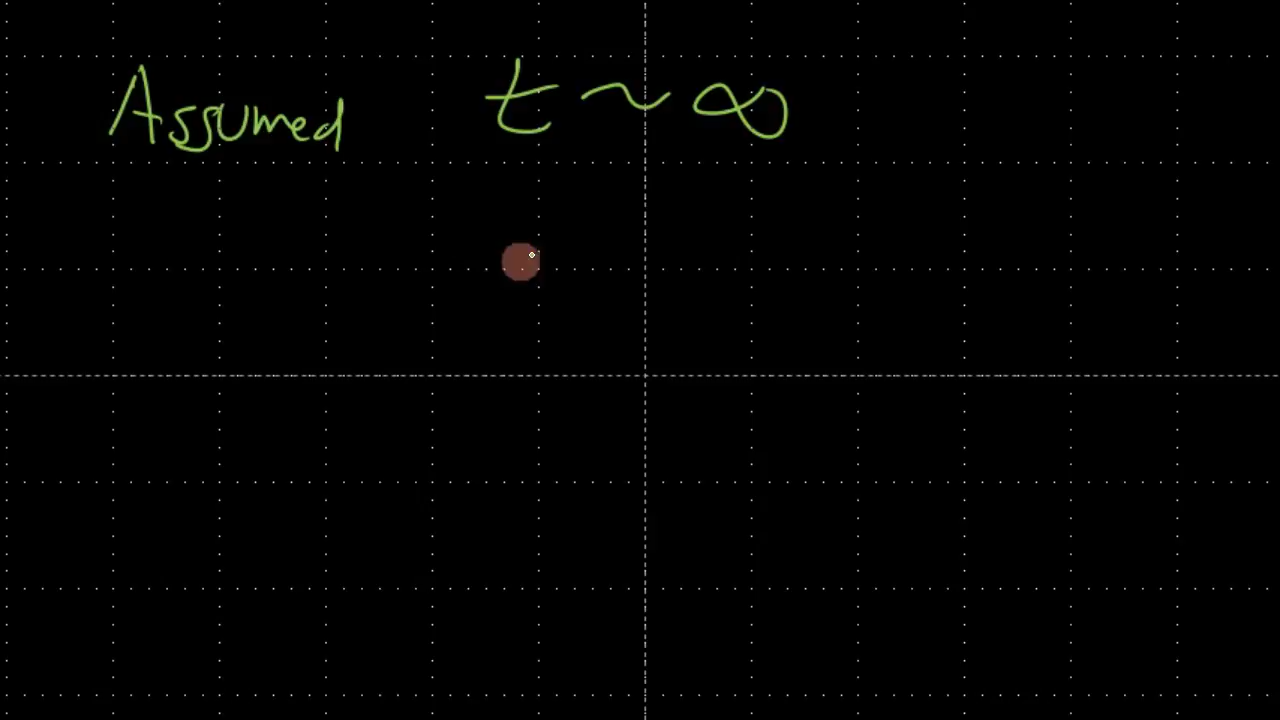 Assumed t ~ ∞